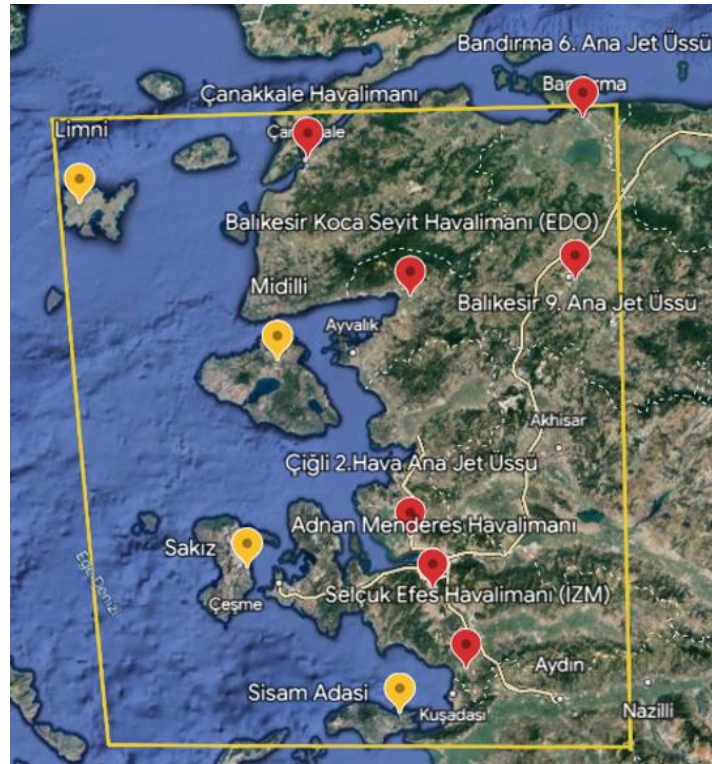 Bandırma 6. Ana Jet Üssü
Bandırma
Çanakkale Havalimanı
Çanakkale
Limni
Balıkesir Koca Seyit Havalimanı (EDO)
Midilli
Balıkesir 9. Ana Jet Üssü
Ayvalık
Akhisar
Çiğli 2.Hava Ana Jet Üssü
Adnan Menderes Havalimanı
Sakız
Ege Denizi
Çeşme
Selçuk Efes Havalimanı (İZM)
Aydın
Sisam Adasi
Kuşadası
Nazilli